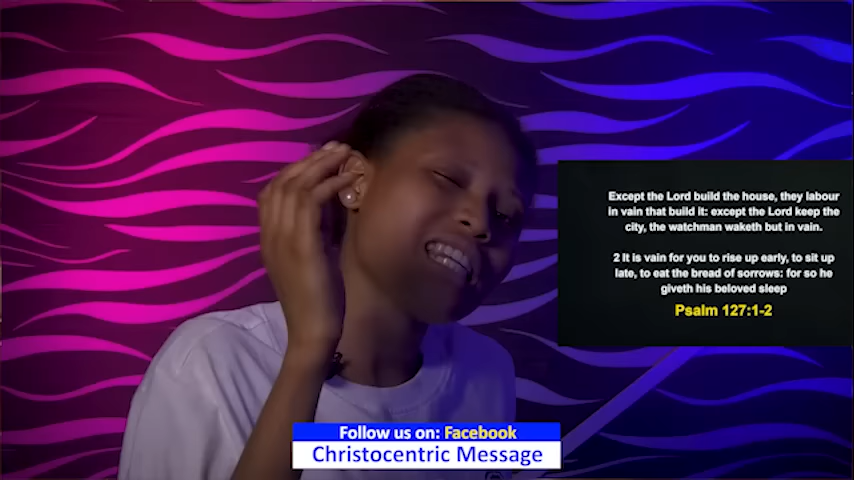 Except the Lord build the house, they labour
in vain that build it: except the Lord keep the
city, the watchman waketh but in vain.
2 It is vain for you to rise up early, to sit up
late, to eat the bread of sorrows: for so he
giveth his beloved sleep
Psalm 127:1-2
Follow us on: Facebook
Christocentric Message